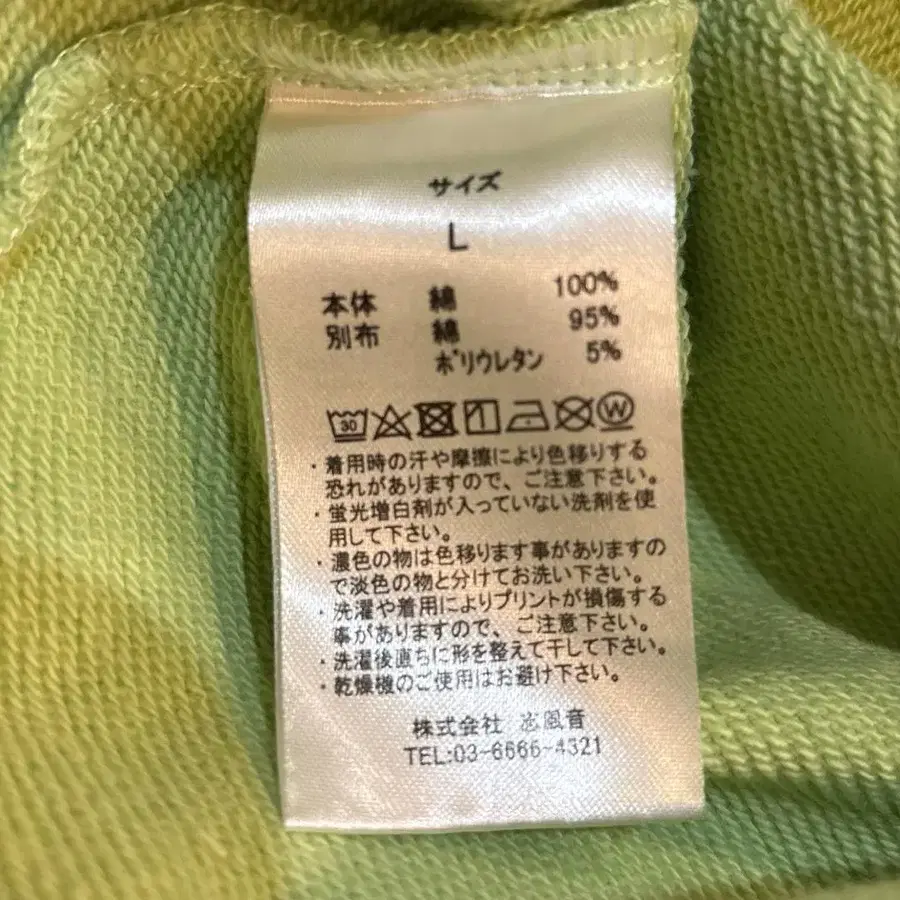 サイズ
L
本体 綿 100%
別布 綿 95%
ポリウレタン 5%
30
W
・着用時の汗や摩擦により色移りする
恐れがありますので、ご注意下さい。
・蛍光増白剤が入っていない洗剤を使
用して下さい。
・濃色の物は色移ります事がありますの
で淡色の物と分けてお洗い下さい。
・洗濯や着用によりプリントが損傷する
事がありますので、ご注意下さい。
・洗濯後直ちに形を整えて干して下さい。
・乾燥機のご使用はお避け下さい。
株式会社 志風音
TEL:03-6666-4321